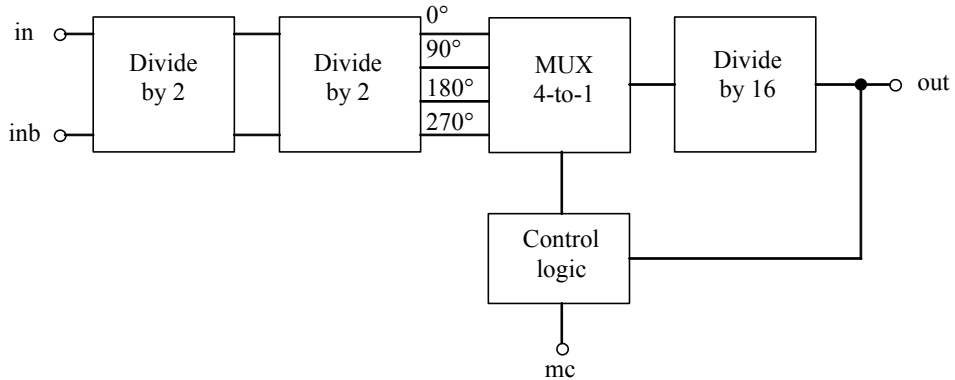 in
inb
Divide
by 2
Divide
by 2
0°
90°
180°
270°
MUX
4-to-1
Divide
by 16
out
Control
logic
mc